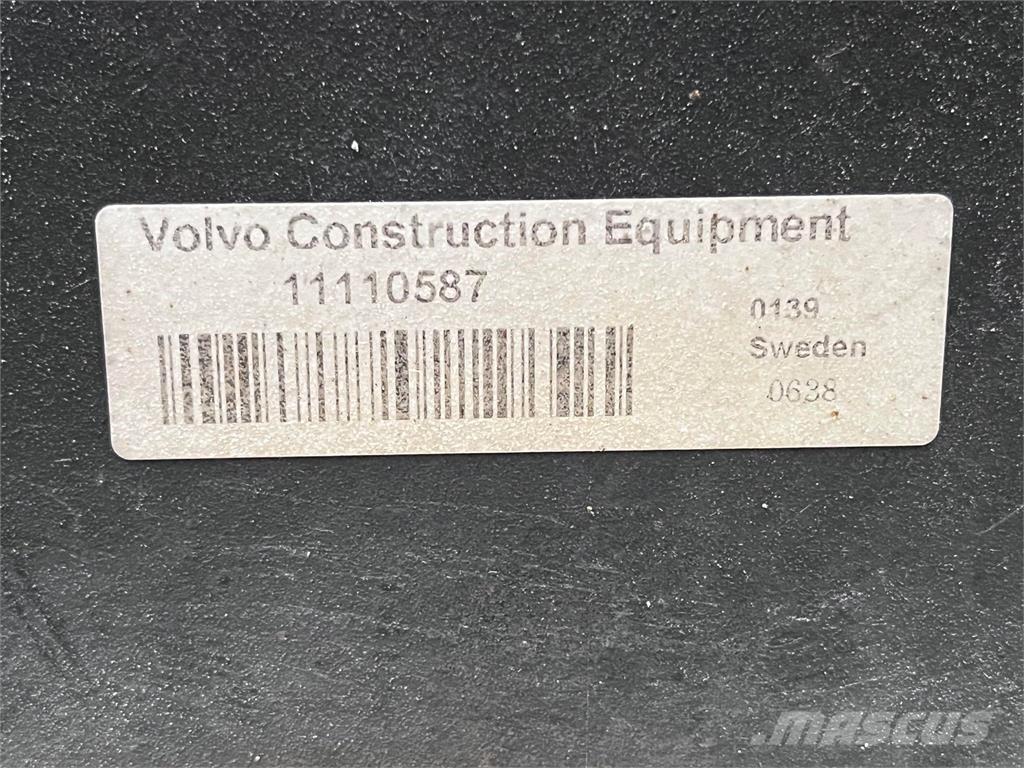 Volvo Construction Equipment
11110587
0139
Sweden
0638
mascus